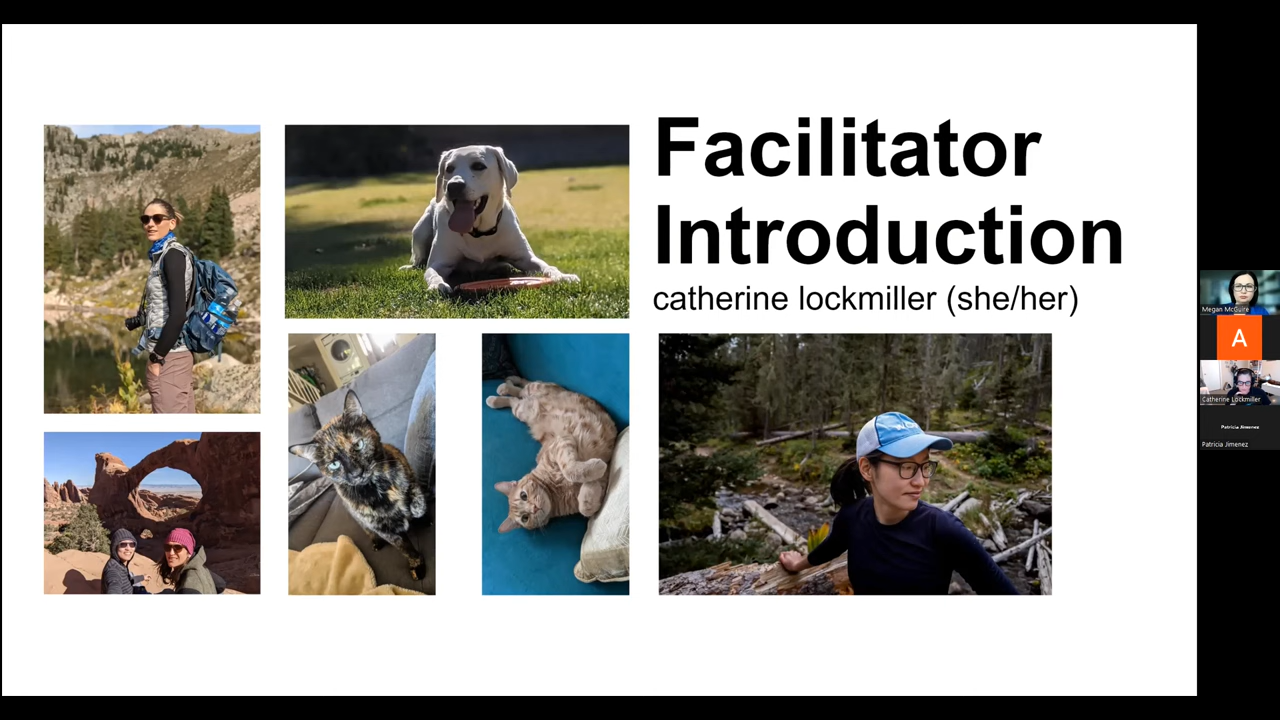 Facilitator
Introduction
catherine lockmiller (she/her)
Megan McGuire
A
Catherine Lockmiller
Patricia Jimenez
Patricia Jimenez